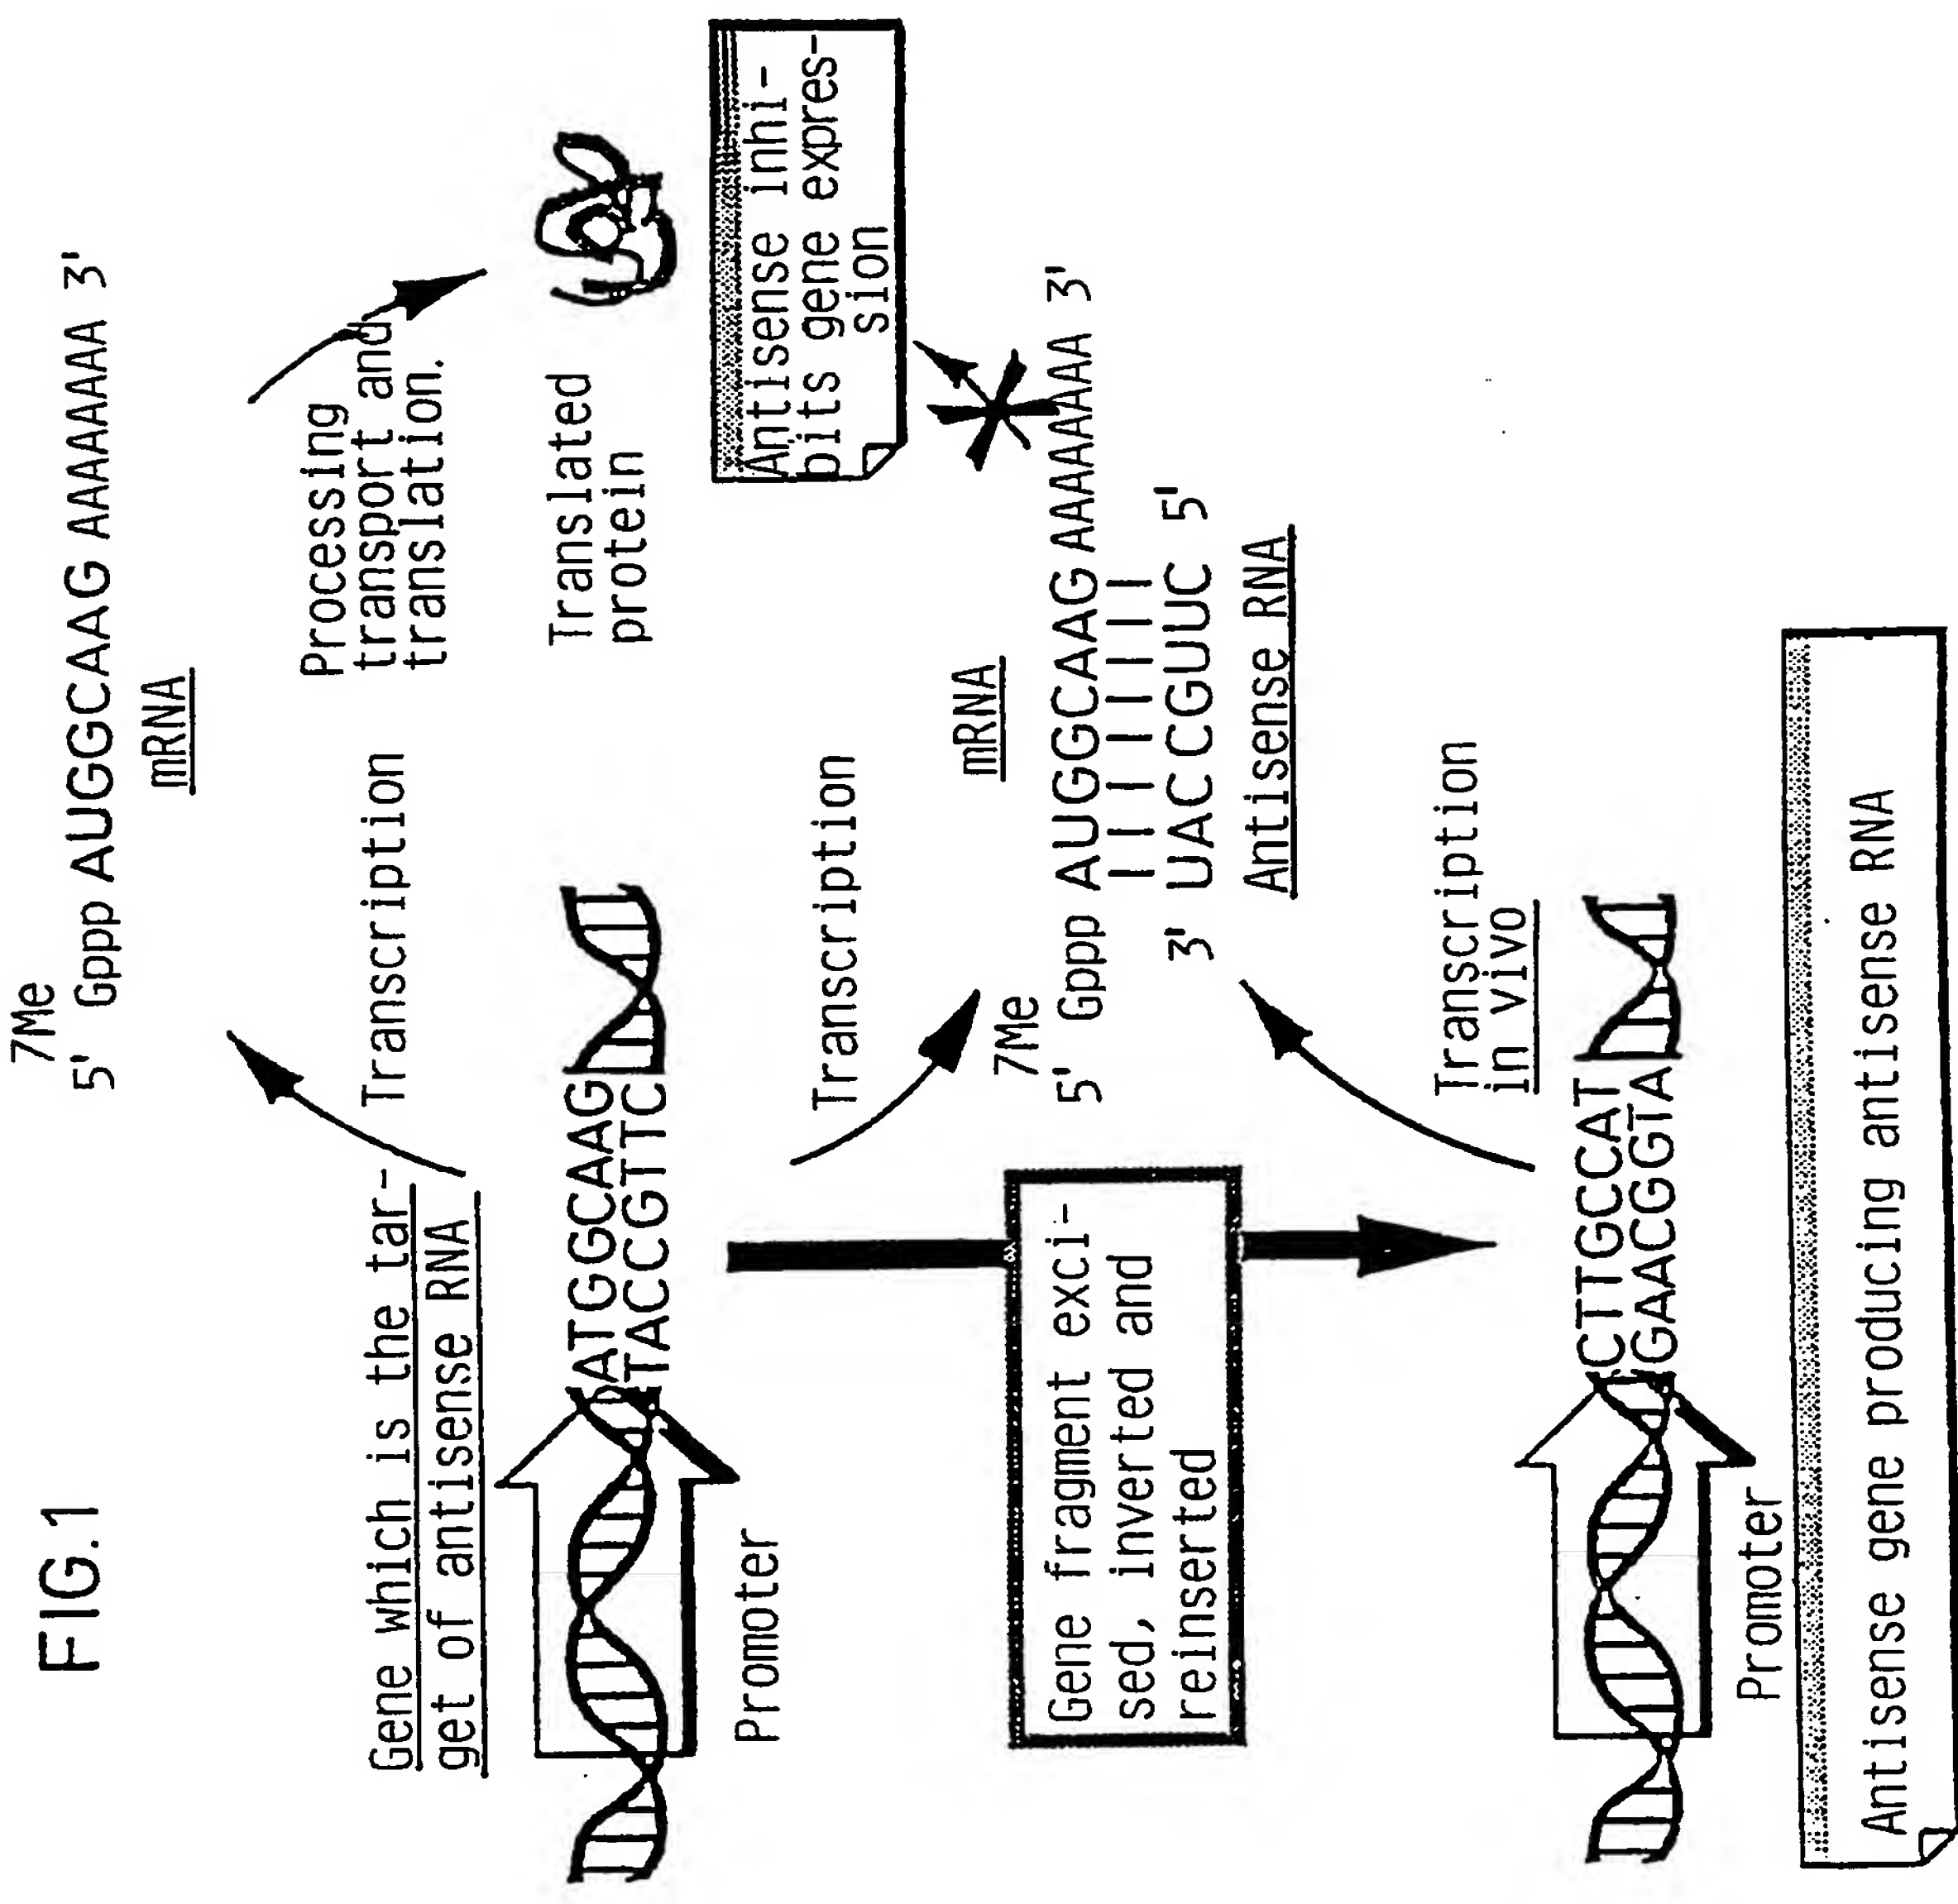 FIG.1
7Me
5' Gppp AUGGCAAG AAAAAAA 3'
mRNA
Gene which is the tar-
get of antisense RNA
Transcription
Processing
transport and
translation.
ATGGCAAG
TACCGTTC
Promoter
Translated
protein
Transcription
Antisense inhi-
bits gene expres-
sion
Gene fragment exci-
sed, inverted and
reinserted
mRNA
7Me
5' Gppp AUGGCAAG AAAAAAAA 3'
3' UACCGUUC 5'
Antisense RNA
Transcription
in vivo
CTTGCCAT
GAACGGTA
Promoter
Antisense gene producing antisense RNA